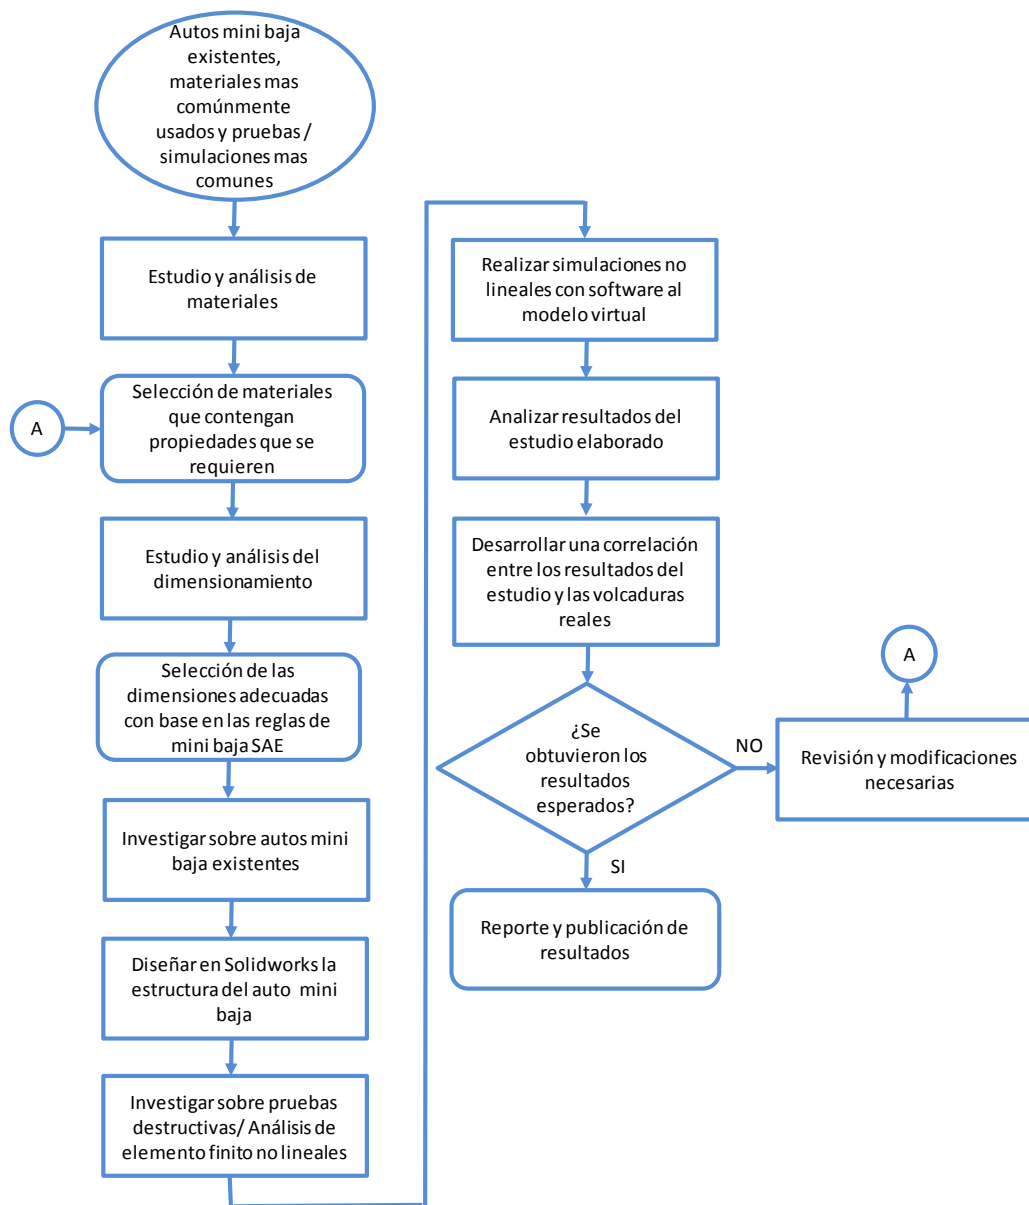 Autos mini baja
existentes,
materiales mas
comúnmente
usados y pruebas /
simulaciones mas
comunes
Estudio y análisis de
materiales
A
Selección de materiales
que contengan
propiedades que se
requieren
Estudio y análisis del
dimensionamiento
Selección de las
dimensiones adecuadas
con base en las reglas de
mini baja SAE
Investigar sobre autos mini
baja existentes
Diseñar en Solidworks la
estructura del auto mini
baja
Investigar sobre pruebas
destructivas/ Análisis de
elemento finito no lineales
Realizar simulaciones no
lineales con software al
modelo virtual
Analizar resultados del
estudio elaborado
Desarrollar una correlación
entre los resultados del
estudio y las volcaduras
reales
¿Se
obtuvieron los
resultados
esperados?
NO
Revisión y modificaciones
necesarias
A
SI
Reporte y publicación de
resultados